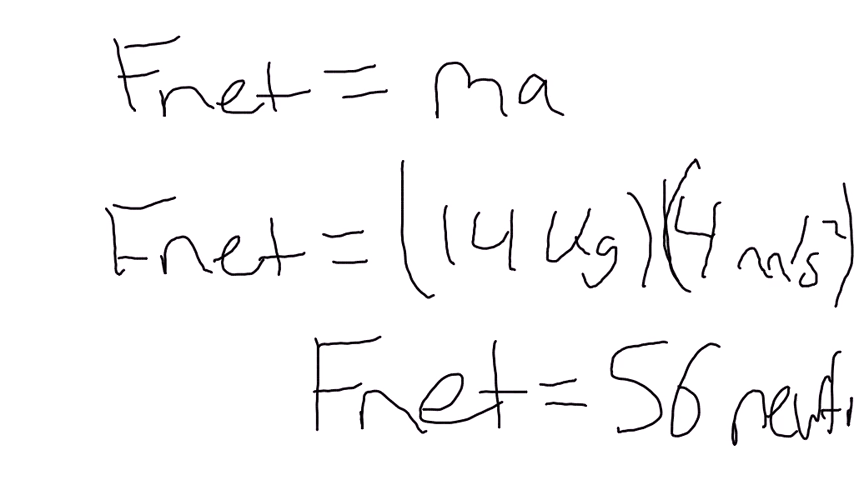 Fnet = ma
Fnet = (14 kg)(4 m/s²)
Fnet = 56